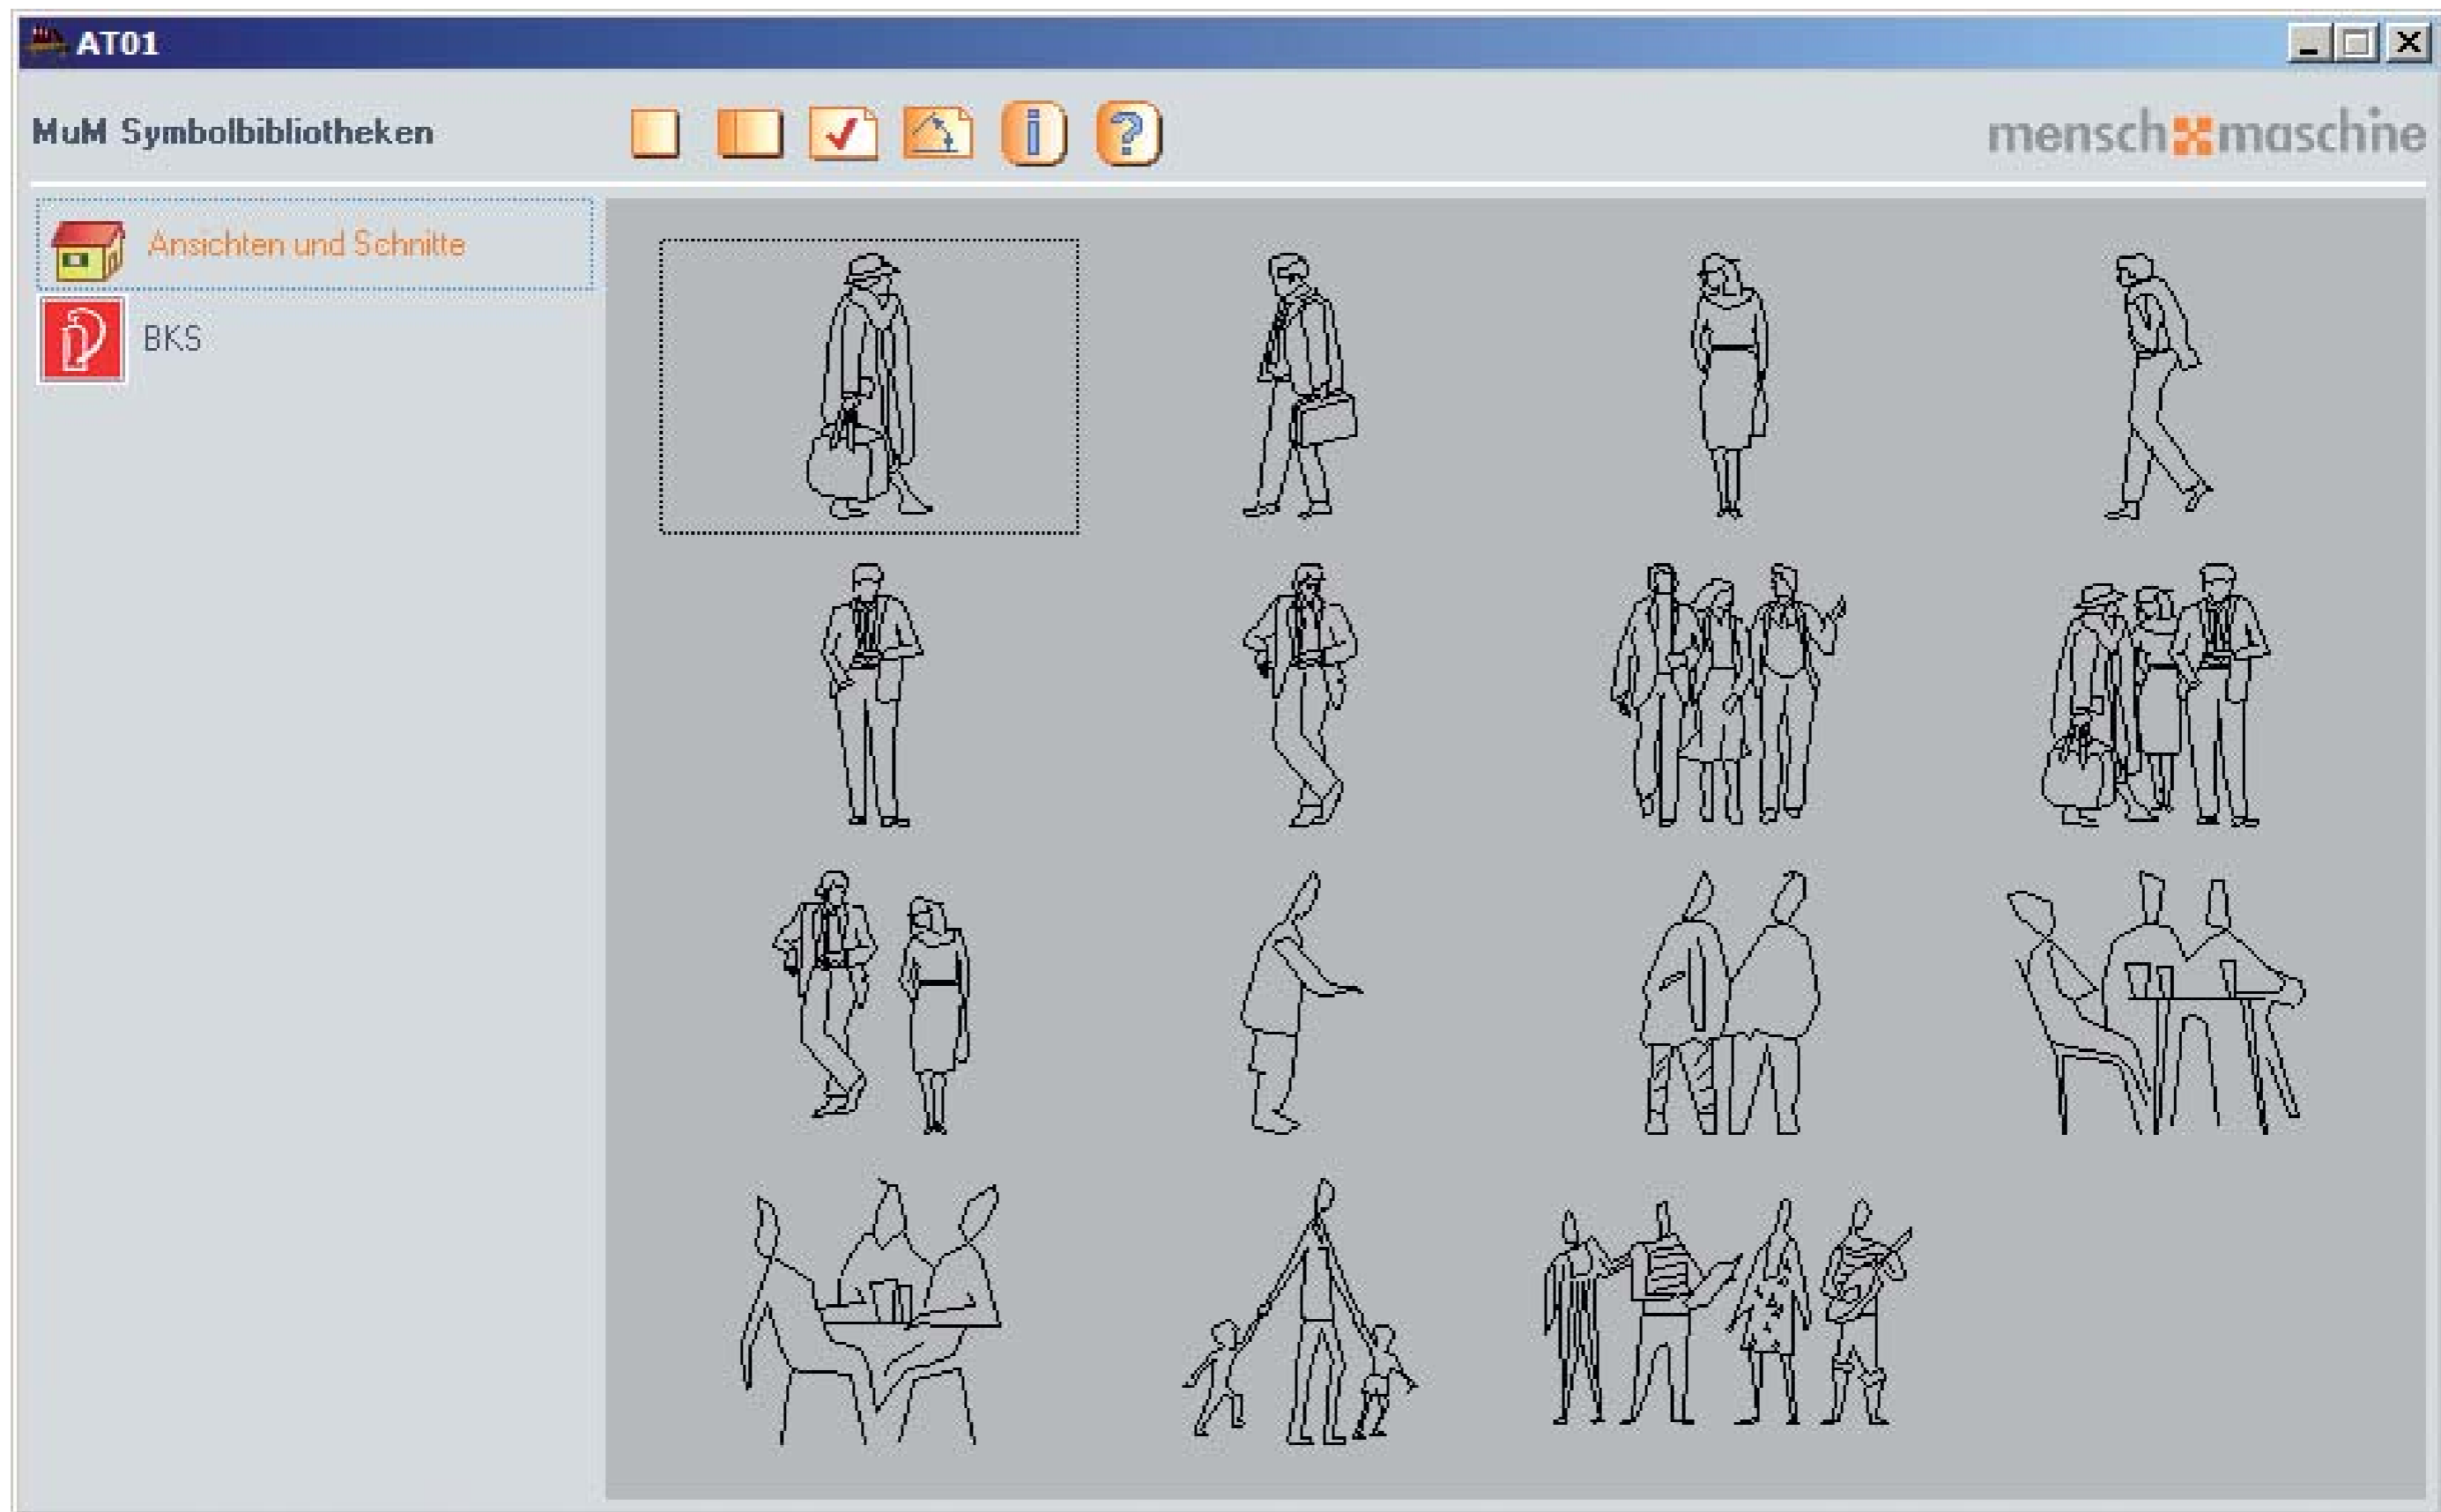 AT01
MuM Symbolbibliotheken
mensch maschine
Ansichten und Schnitte
BKS